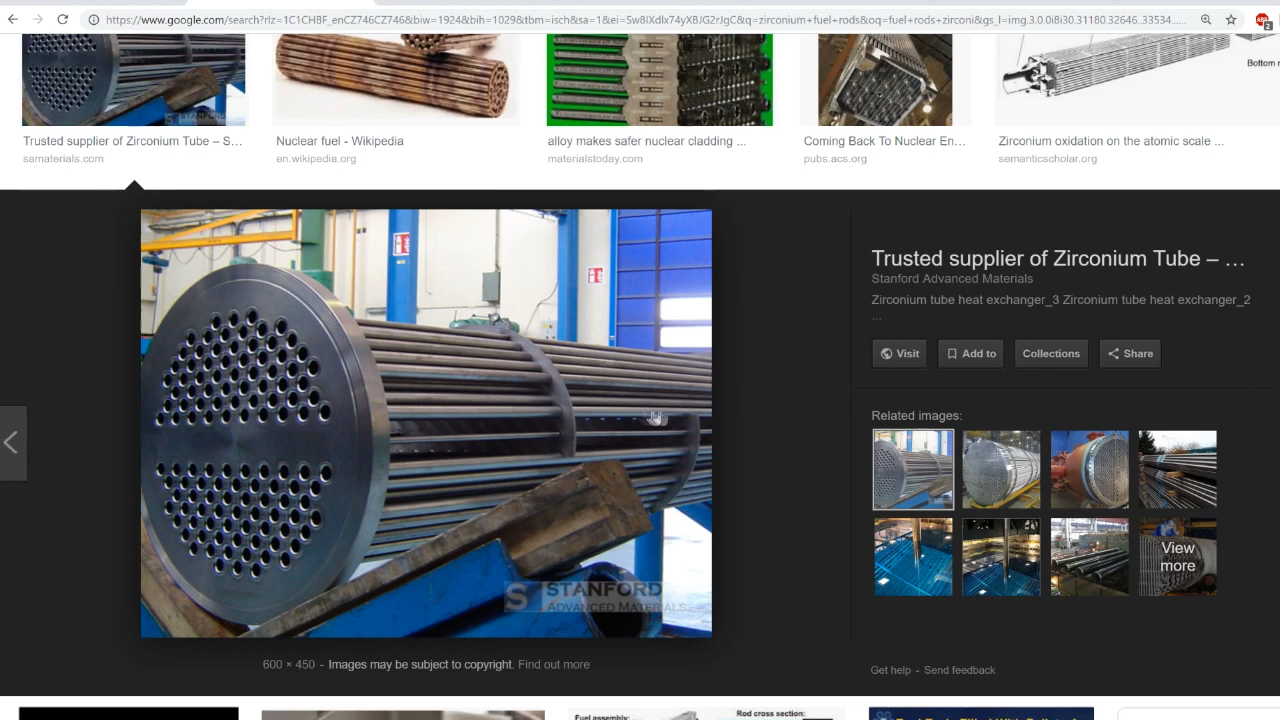 https://www.google.com/search?rlz=1C1CHBF_enCZ746CZ746&biw=1924&bih=1029&tbm=isch&sa=1&ei=Sw8IXdIx74yXBJG2rJgC&q=zirconium+fuel+rods&oq=fuel+rods+zirconi&gs_l=img.3.0.0i8i30.31180.32646..33534......
2
Bottom n
STANFORD
Trusted supplier of Zirconium Tube – S…
samaterials.com
Nuclear fuel - Wikipedia
en.wikipedia.org
alloy makes safer nuclear cladding ...
materialstoday.com
Coming Back To Nuclear En…
pubs.acs.org
Zirconium oxidation on the atomic scale ...
semanticscholar.org
S STANFORD
ADVANCED MATERIALS
600 × 450 - Images may be subject to copyright. Find out more
Trusted supplier of Zirconium Tube – …
Stanford Advanced Materials
Zirconium tube heat exchanger_3 Zirconium tube heat exchanger_2
...
Visit
Add to
Collections
Share
Related images:
View
more
Get help - Send feedback
Fuel assembly:
Rod cross section: